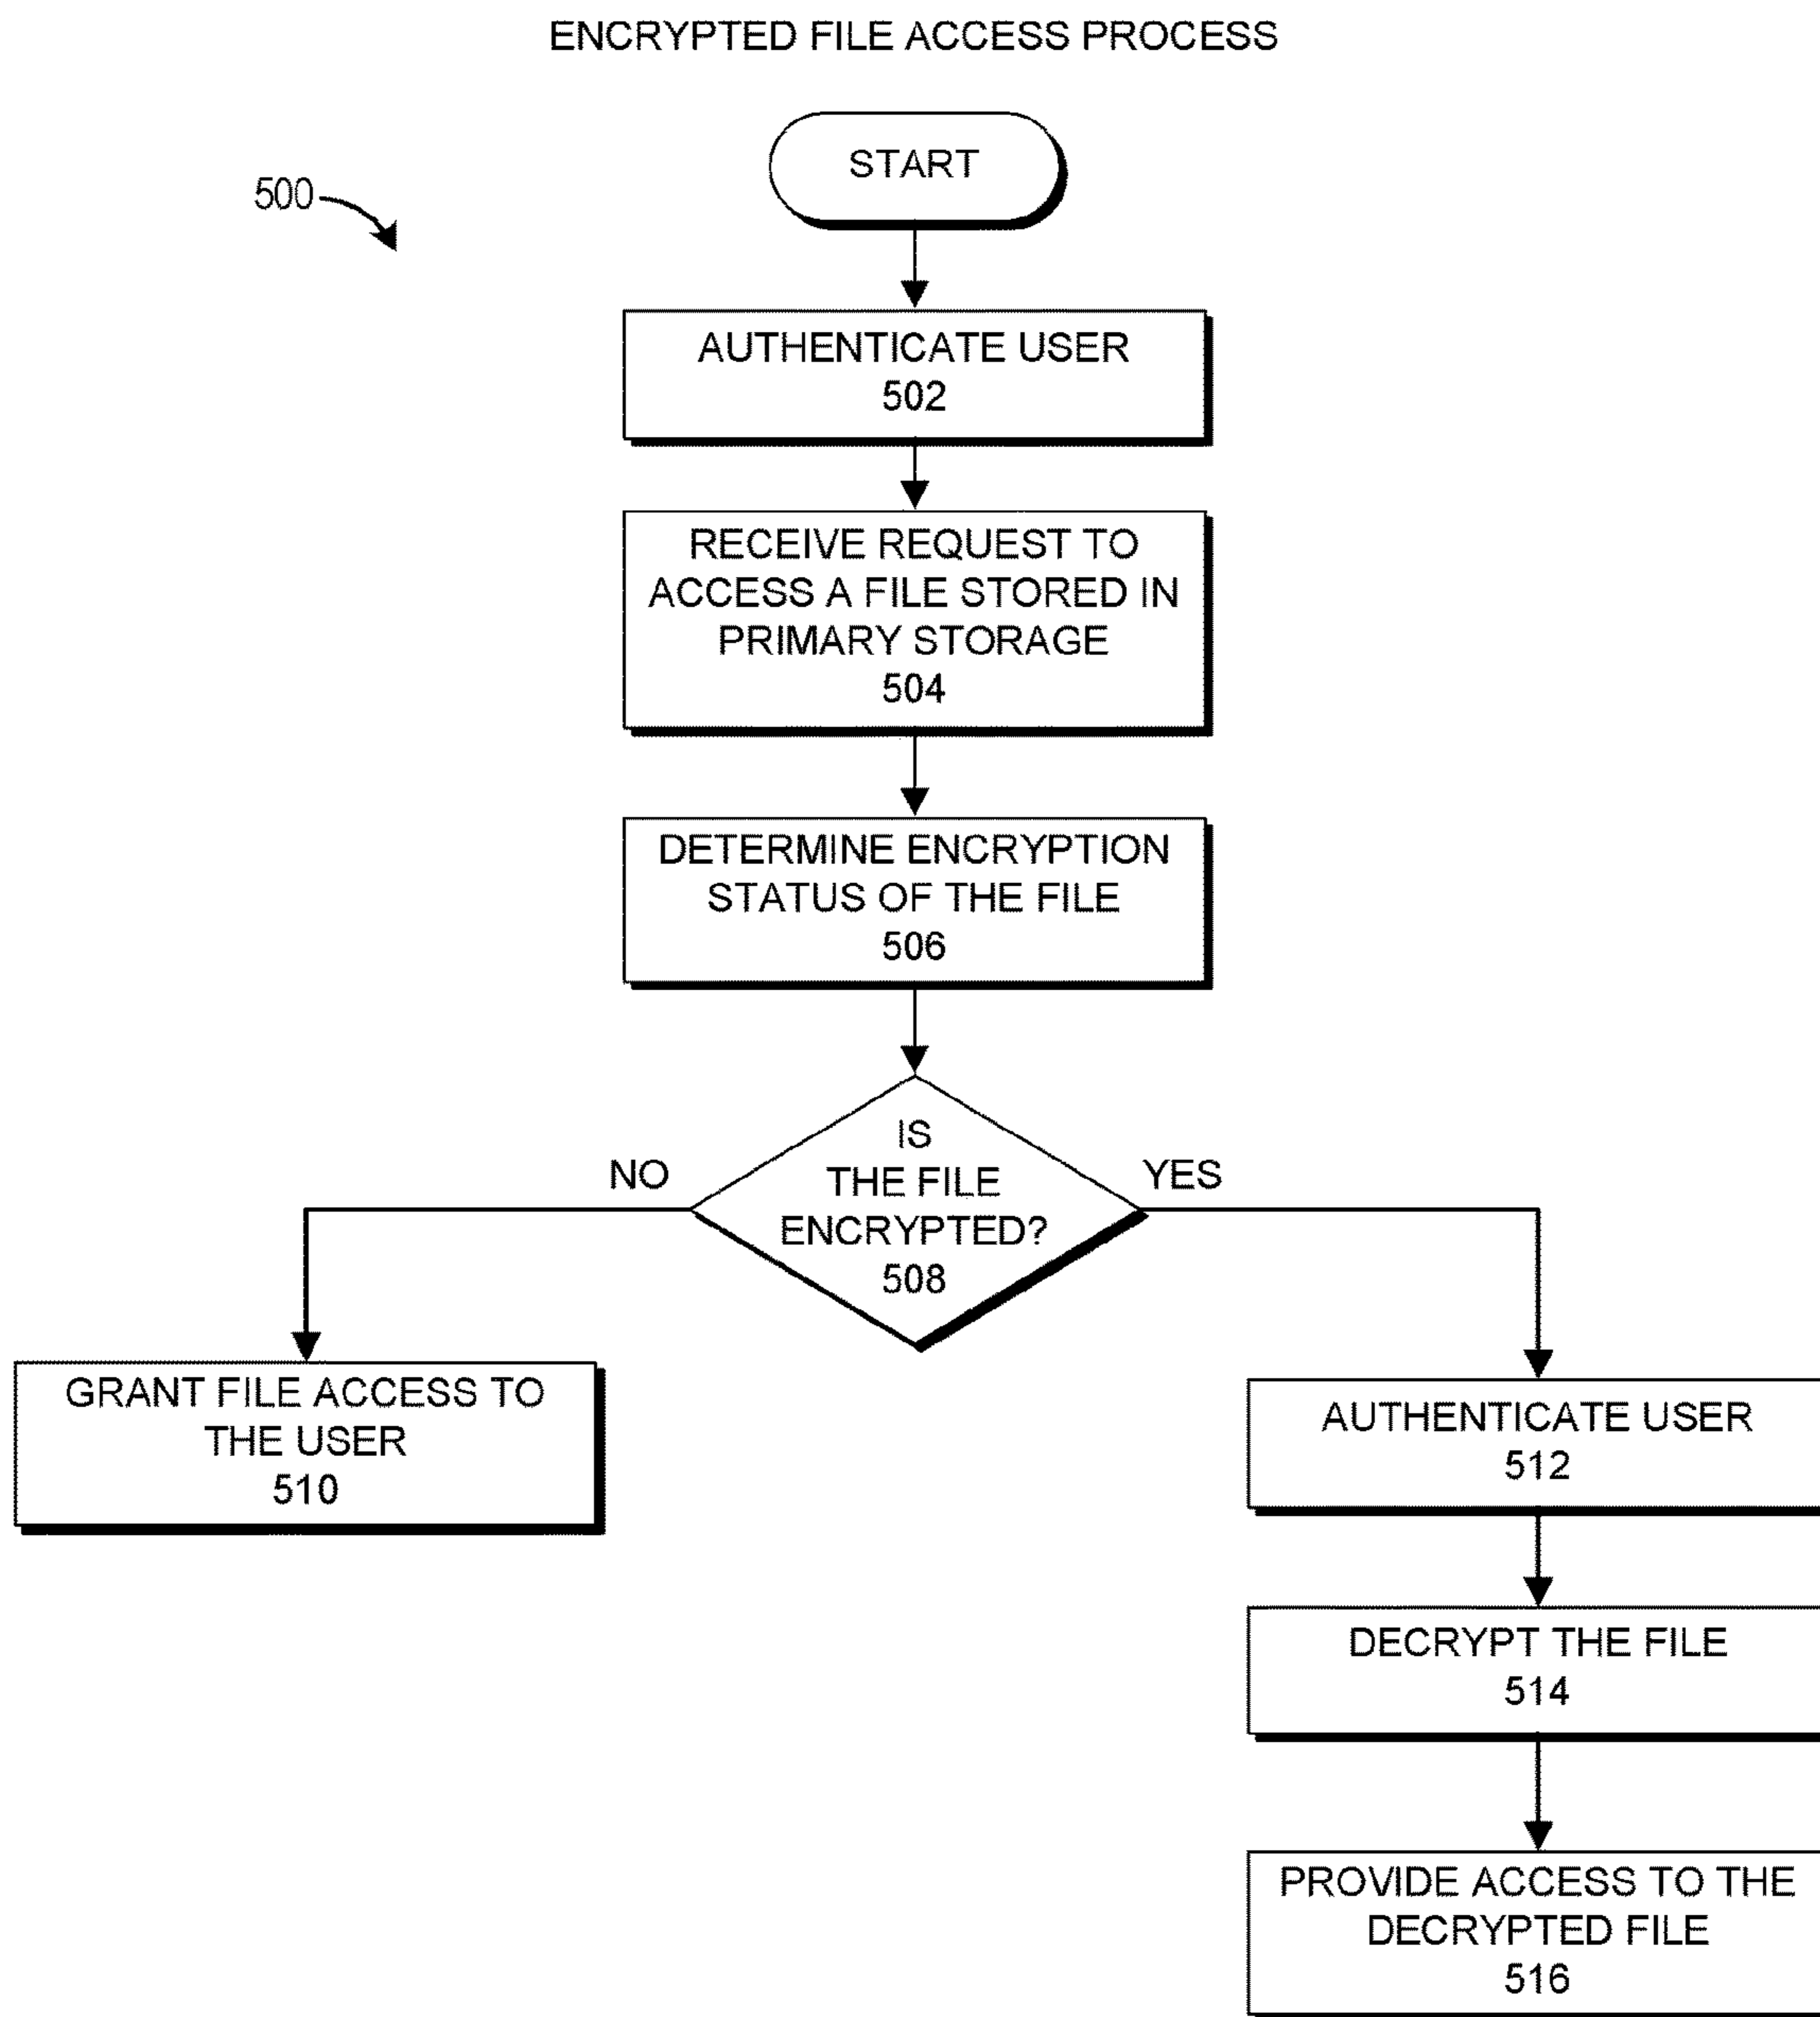 ENCRYPTED FILE ACCESS PROCESS
START
500
AUTHENTICATE USER
502
RECEIVE REQUEST TO
ACCESS A FILE STORED IN
PRIMARY STORAGE
504
DETERMINE ENCRYPTION
STATUS OF THE FILE
506
IS
THE FILE
ENCRYPTED?
508
NO
YES
GRANT FILE ACCESS TO
THE USER
510
AUTHENTICATE USER
512
DECRYPT THE FILE
514
PROVIDE ACCESS TO THE
DECRYPTED FILE
516